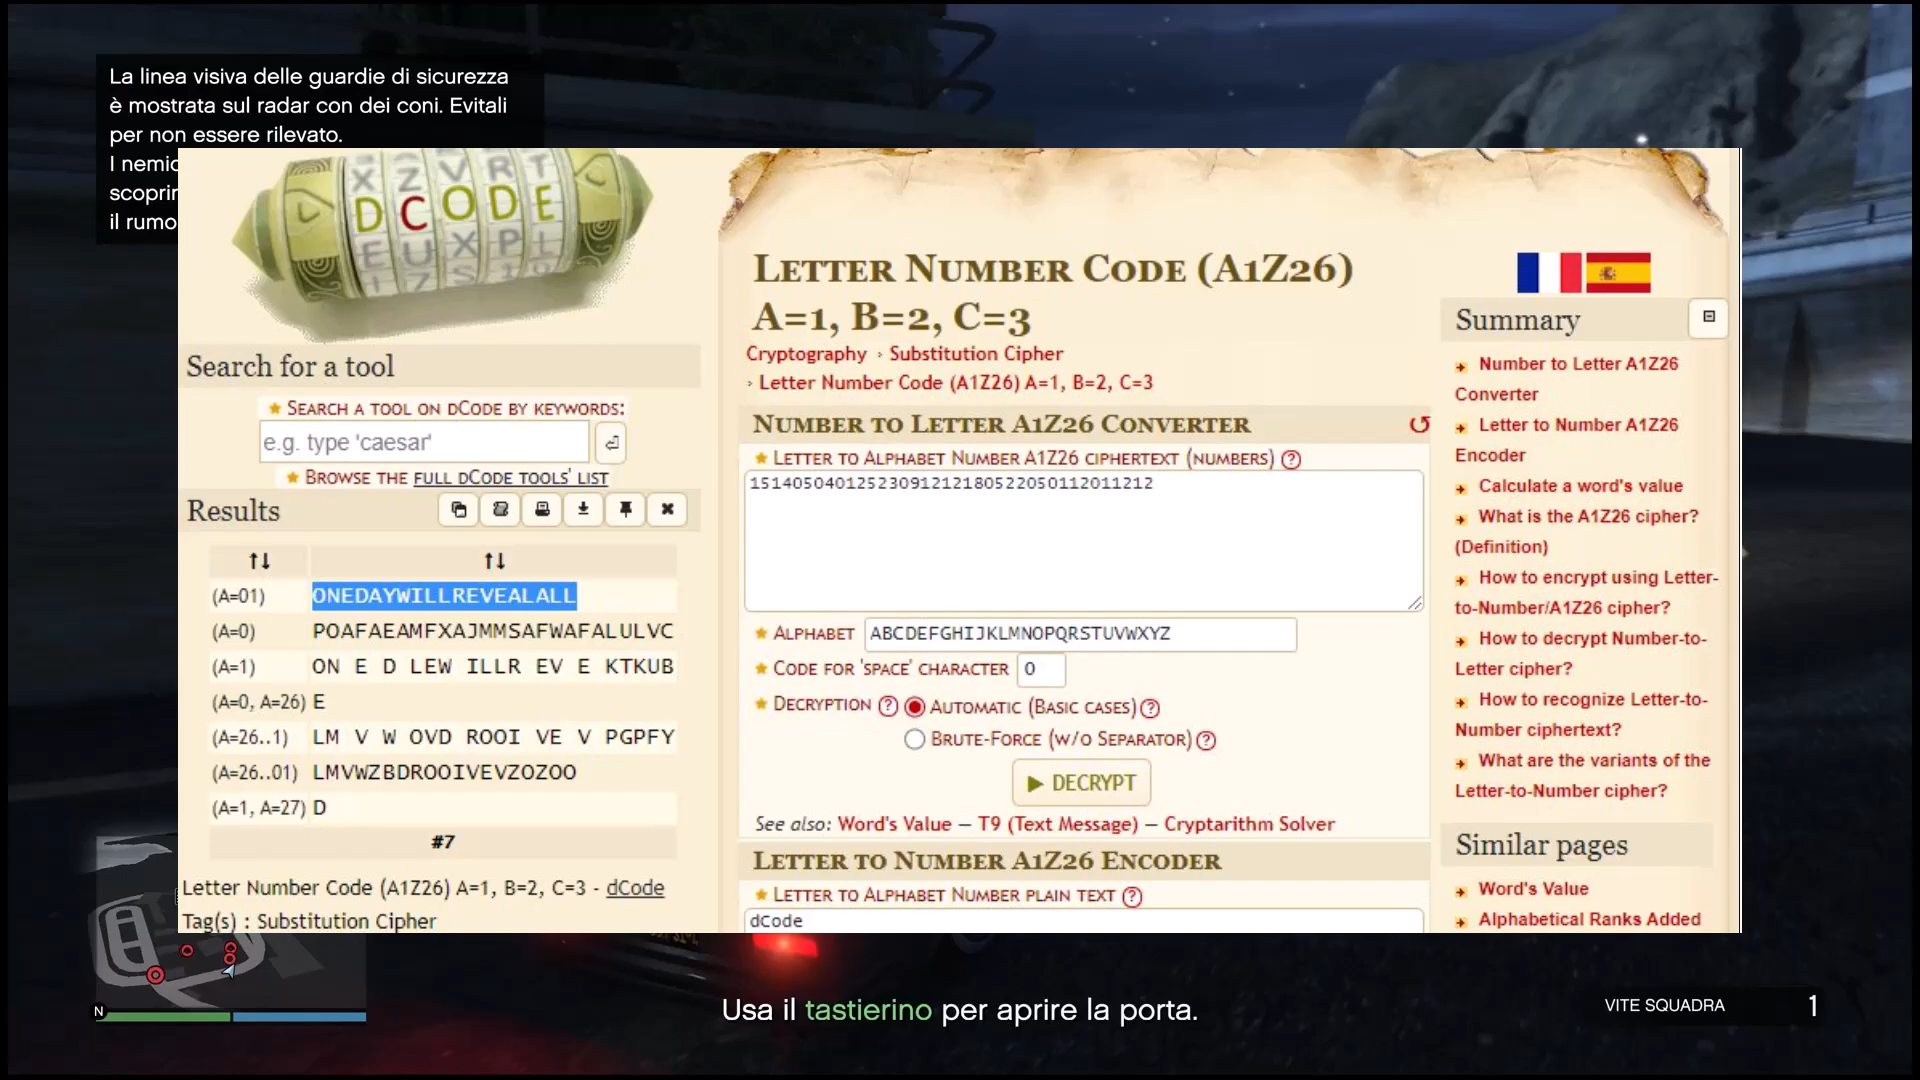 La linea visiva delle guardie di sicurezza
è mostrata sul radar con dei coni. Evitali
per non essere rilevato.
I nemic
scoprir
il rumo
X Z V R T
D C O D E
E U X P L
Search for a tool
SEARCH A TOOL ON DCODE BY KEYWORDS:
e.g. type 'caesar'
BROWSE THE FULL DCODE TOOLS' LIST
Results
(A=01) ONEDAYWILLREVEALALL
(A=0) POAFAEAMFXAJMMSAFWAFALULVC
(A=1) ON E D LEW ILLR EV E KTKUB
(A=0, A=26) E
(A=26..1) LM V W OVD ROOI VE V PGPFY
(A=26..01) LMVWZBDROOIVEVZOZOO
(A=1, A=27) D
#7
Letter Number Code (A1Z26) A=1, B=2, C=3 - dCode
Tag(s) : Substitution Cipher
LETTER NUMBER CODE (A1Z26)
A=1, B=2, C=3
Cryptography › Substitution Cipher
› Letter Number Code (A1Z26) A=1, B=2, C=3
NUMBER TO LETTER A1Z26 CONVERTER
LETTER TO ALPHABET NUMBER A1Z26 CIPHERTEXT (NUMBERS) ?
15140504012523091212180522050112011212
ALPHABET ABCDEFGHIJKLMNOPQRSTUVWXYZ
CODE FOR 'SPACE' CHARACTER 0
DECRYPTION ? AUTOMATIC (BASIC CASES) ?
BRUTE-FORCE (W/O SEPARATOR) ?
▶ DECRYPT
See also: Word's Value — T9 (Text Message) — Cryptarithm Solver
LETTER TO NUMBER A1Z26 ENCODER
LETTER TO ALPHABET NUMBER PLAIN TEXT ?
dCode
Summary
Number to Letter A1Z26
Converter
Letter to Number A1Z26
Encoder
Calculate a word's value
What is the A1Z26 cipher?
(Definition)
How to encrypt using Letter-
to-Number/A1Z26 cipher?
How to decrypt Number-to-
Letter cipher?
How to recognize Letter-to-
Number ciphertext?
What are the variants of the
Letter-to-Number cipher?
Similar pages
Word's Value
Alphabetical Ranks Added
N
Usa il tastierino per aprire la porta.
VITE SQUADRA 1